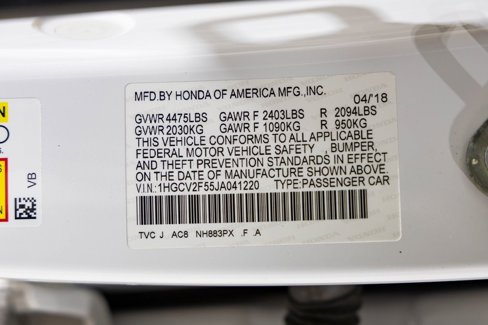 MFD.BY HONDA OF AMERICA MFG.,INC.
04/18
GVWR 4475LBS GAWR F 2403LBS R 2094LBS
GVWR 2030KG GAWR F 1090KG R 950KG
THIS VEHICLE CONFORMS TO ALL APPLICABLE
FEDERAL MOTOR VEHICLE SAFETY , BUMPER,
AND THEFT PREVENTION STANDARDS IN EFFECT
ON THE DATE OF MANUFACTURE SHOWN ABOVE.
V.I.N.:1HGCV2F55JA041220 TYPE:PASSENGER CAR
TVC J AC8 NH883PX .F .A
VB